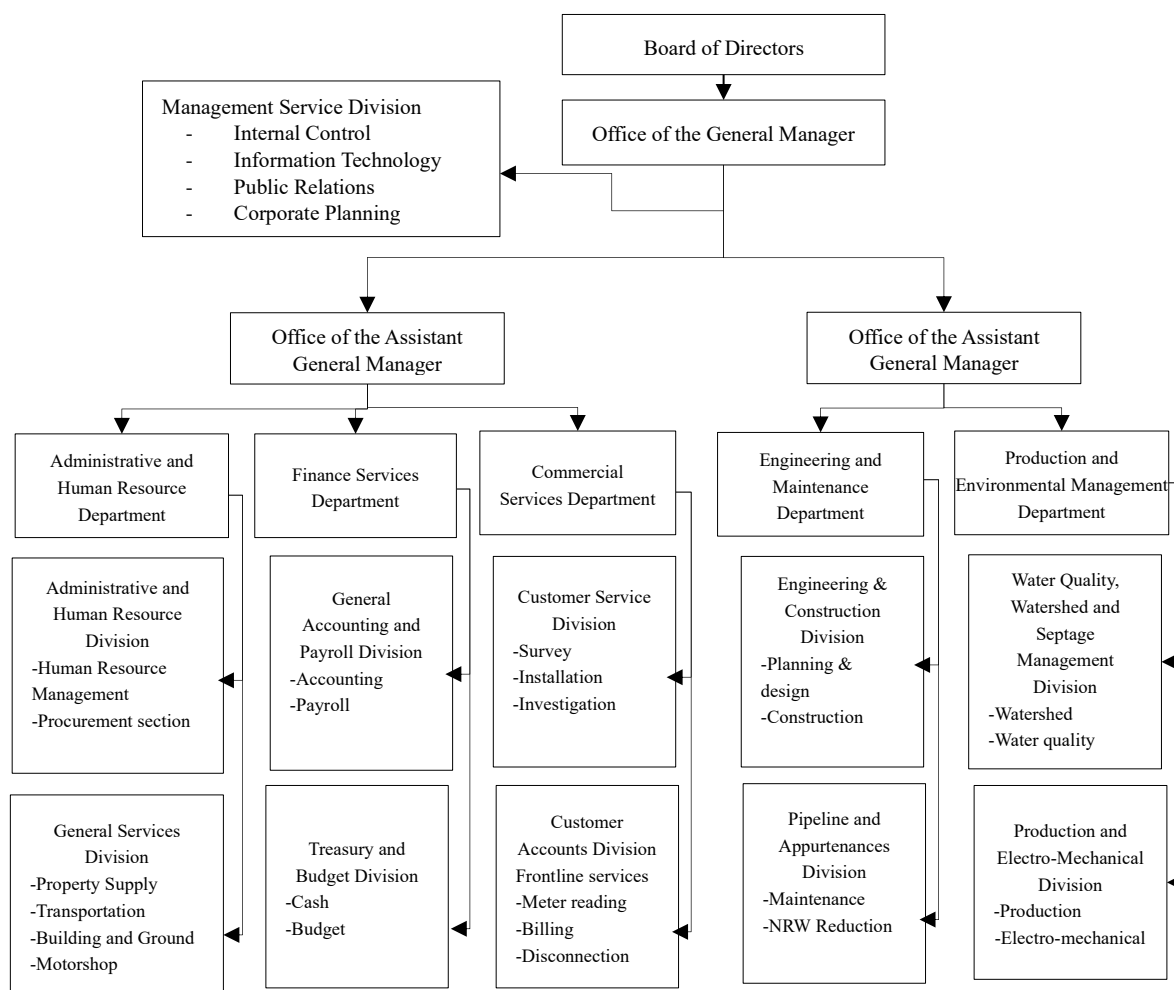 Board of Directors
Management Service Division
- Internal Control
- Information Technology
- Public Relations
- Corporate Planning
Office of the General Manager
Office of the Assistant
General Manager
Office of the Assistant
General Manager
Administrative and
Human Resource
Department
Finance Services
Department
Commercial
Services Department
Engineering and
Maintenance
Department
Production and
Environmental Management
Department
Administrative and
Human Resource
Division
-Human Resource
Management
-Procurement section
General
Accounting and
Payroll Division
-Accounting
-Payroll
Customer Service
Division
-Survey
-Installation
-Investigation
Engineering &
Construction
Division
-Planning &
design
-Construction
Water Quality,
Watershed and
Septage
Management
Division
-Watershed
-Water quality
General Services
Division
-Property Supply
-Transportation
-Building and Ground
-Motorshop
Treasury and
Budget Division
-Cash
-Budget
Customer
Accounts Division
Frontline services
-Meter reading
-Billing
-Disconnection
Pipeline and
Appurtenances
Division
-Maintenance
-NRW Reduction
Production and
Electro-Mechanical
Division
-Production
-Electro-mechanical